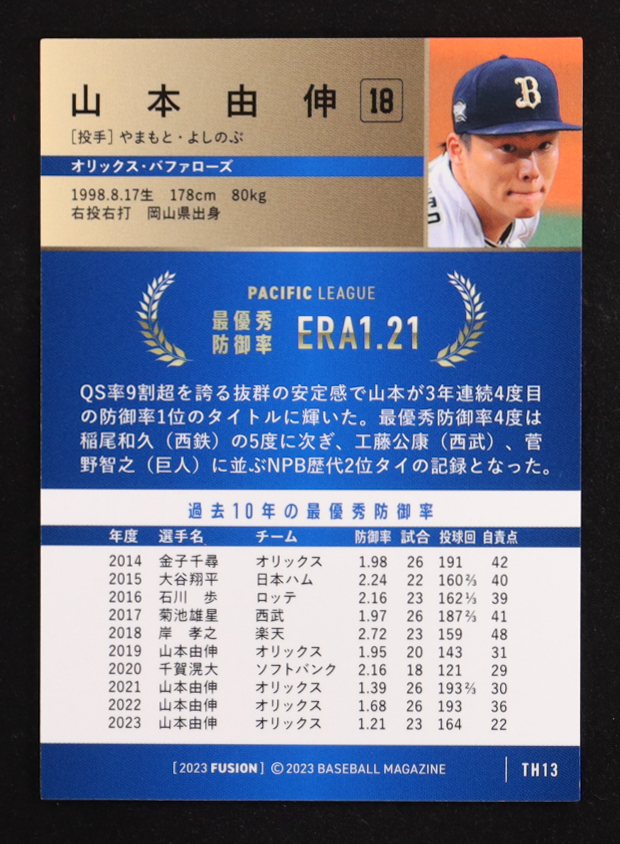 山本由伸 18
[投手] やまもと・よしのぶ
オリックス・バファローズ
1998.8.17生 178cm 80kg
右投右打 岡山県出身
B
PACIFIC LEAGUE
最優秀
防御率 ERA1.21
QS率9割超を誇る抜群の安定感で山本が3年連続4度目
の防御率1位のタイトルに輝いた。最優秀防御率4度は
稲尾和久（西鉄）の5度に次ぎ、工藤公康（西武）、菅
野智之（巨人）に並ぶNPB歴代2位タイの記録となった。
過去10年の最優秀防御率
年度 選手名 チーム 防御率 試合 投球回 自責点
2014 金子千尋 オリックス 1.98 26 191 42
2015 大谷翔平 日本ハム 2.24 22 160⅔ 40
2016 石川 歩 ロッテ 2.16 23 162⅓ 39
2017 菊池雄星 西武 1.97 26 187⅔ 41
2018 岸 孝之 楽天 2.72 23 159 48
2019 山本由伸 オリックス 1.95 20 143 31
2020 千賀滉大 ソフトバンク 2.16 18 121 29
2021 山本由伸 オリックス 1.39 26 193⅔ 30
2022 山本由伸 オリックス 1.68 26 193 36
2023 山本由伸 オリックス 1.21 23 164 22
[2023 FUSION] ©2023 BASEBALL MAGAZINE TH13